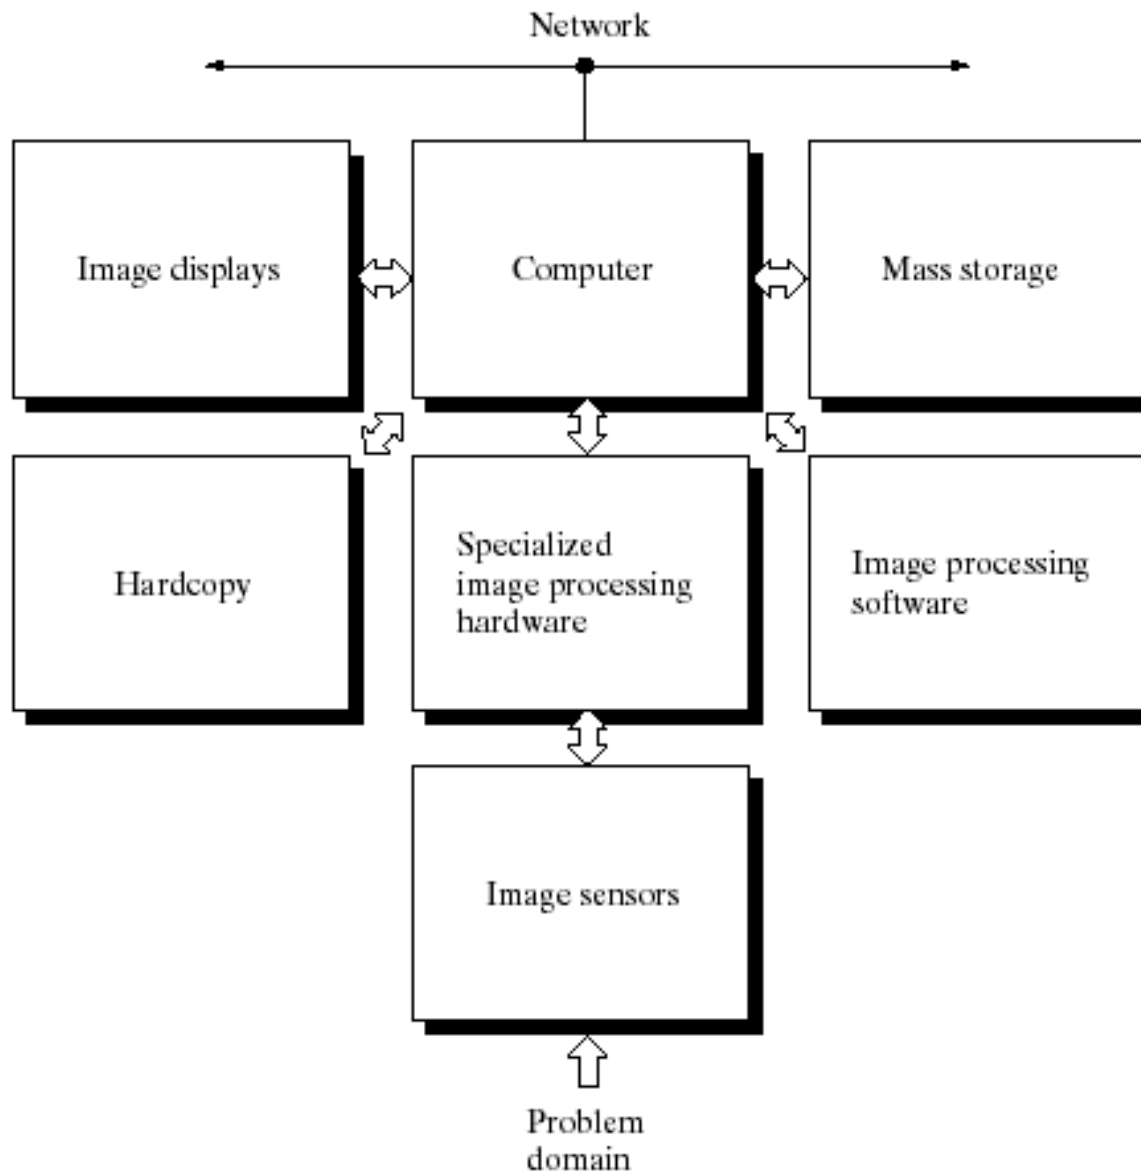 Network
Image displays
Computer
Mass storage
Hardcopy
Specialized
image processing
hardware
Image processing
software
Image sensors
Problem
domain